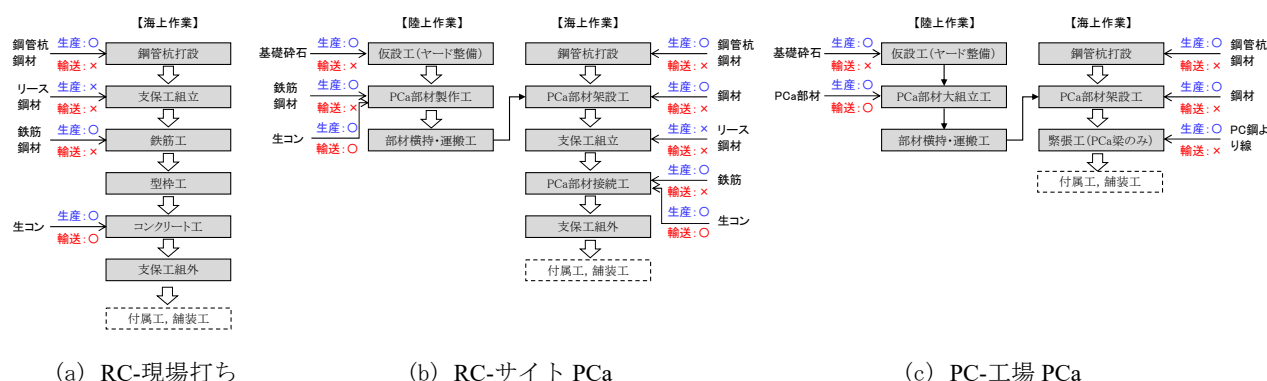 【海上作業】
鋼管杭
鋼材
生産：○
輸送：×
鋼管杭打設
リース
鋼材
生産：×
輸送：×
支保工組立
鉄筋
鋼材
生産：○
輸送：×
鉄筋工
型枠工
生コン
生産：○
輸送：○
コンクリート工
支保工組外
付属工，舗装工
(a) RC-現場打ち
【陸上作業】
基礎砕石
生産：○
輸送：×
仮設工（ヤード整備）
鉄筋
鋼材
生産：○
輸送：×
PCa部材製作工
生コン
生産：○
輸送：○
部材横持・運搬工
【海上作業】
鋼管杭打設
生産：○
輸送：×
鋼管杭
鋼材
PCa部材架設工
生産：○
輸送：×
鋼材
支保工組立
生産：×
輸送：×
リース
鋼材
PCa部材接続工
生産：○
輸送：×
鉄筋
生産：○
輸送：○
生コン
支保工組外
付属工，舗装工
(b) RC-サイト PCa
【陸上作業】
基礎砕石
生産：○
輸送：×
仮設工（ヤード整備）
PCa部材
生産：○
輸送：○
PCa部材大組立工
部材横持・運搬工
【海上作業】
鋼管杭打設
生産：○
輸送：×
鋼管杭
鋼材
PCa部材架設工
生産：○
輸送：×
鋼材
緊張工（PCa梁のみ）
生産：○
輸送：×
PC鋼よ
り線
付属工，舗装工
(c) PC-工場 PCa